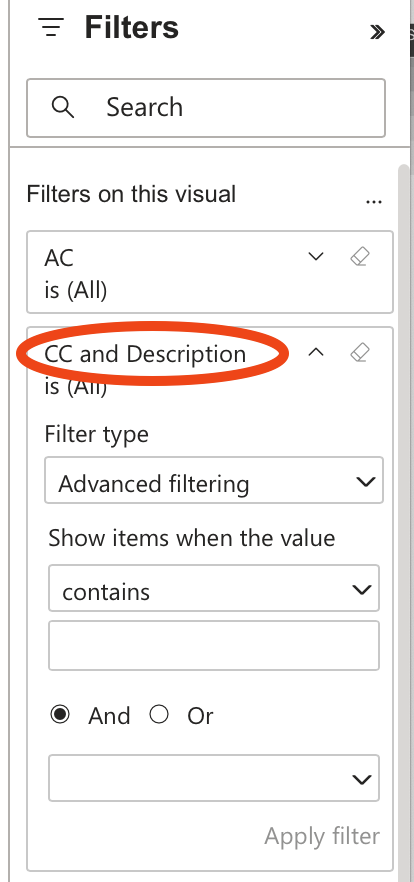 Filters
Search
Filters on this visual
...
AC
is (All)
CC and Description
is (All)
Filter type
Advanced filtering
Show items when the value
contains
And Or
Apply filter